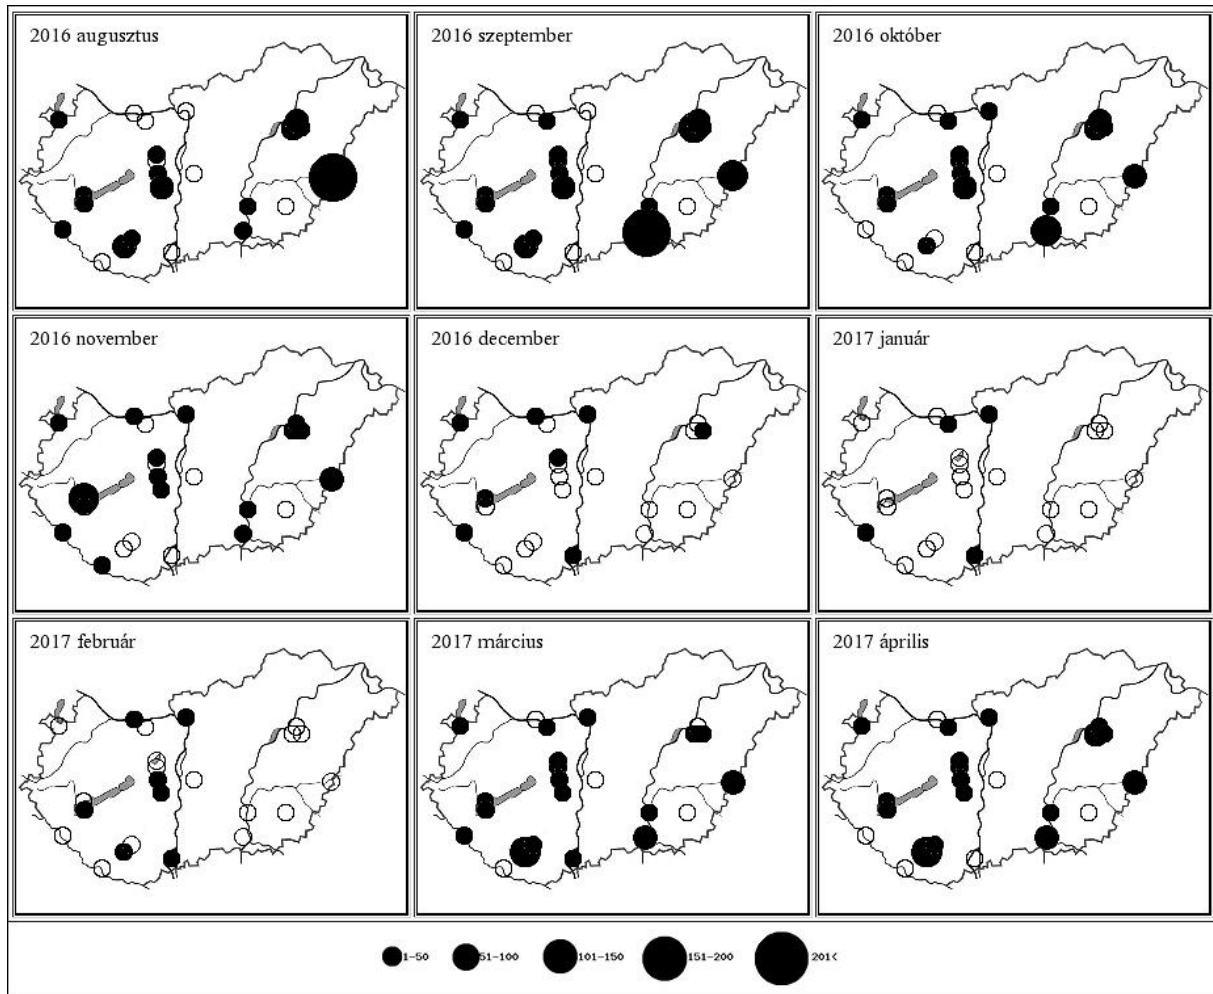 2016 augusztus
2016 szeptember
2016 október
2016 november
2016 december
2017 január
2017 február
2017 március
2017 április
1-50
51-100
101-150
151-200
201<